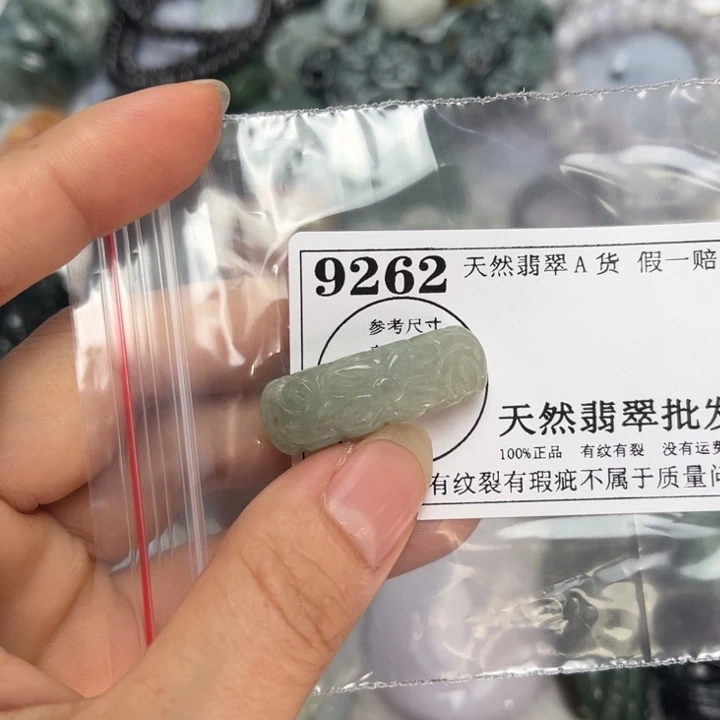 9262 天然翡翠A货 假一赔
参考尺寸
天然翡翠批发
100%正品 有纹有裂 没有运费
有纹裂有瑕疵不属于质量问